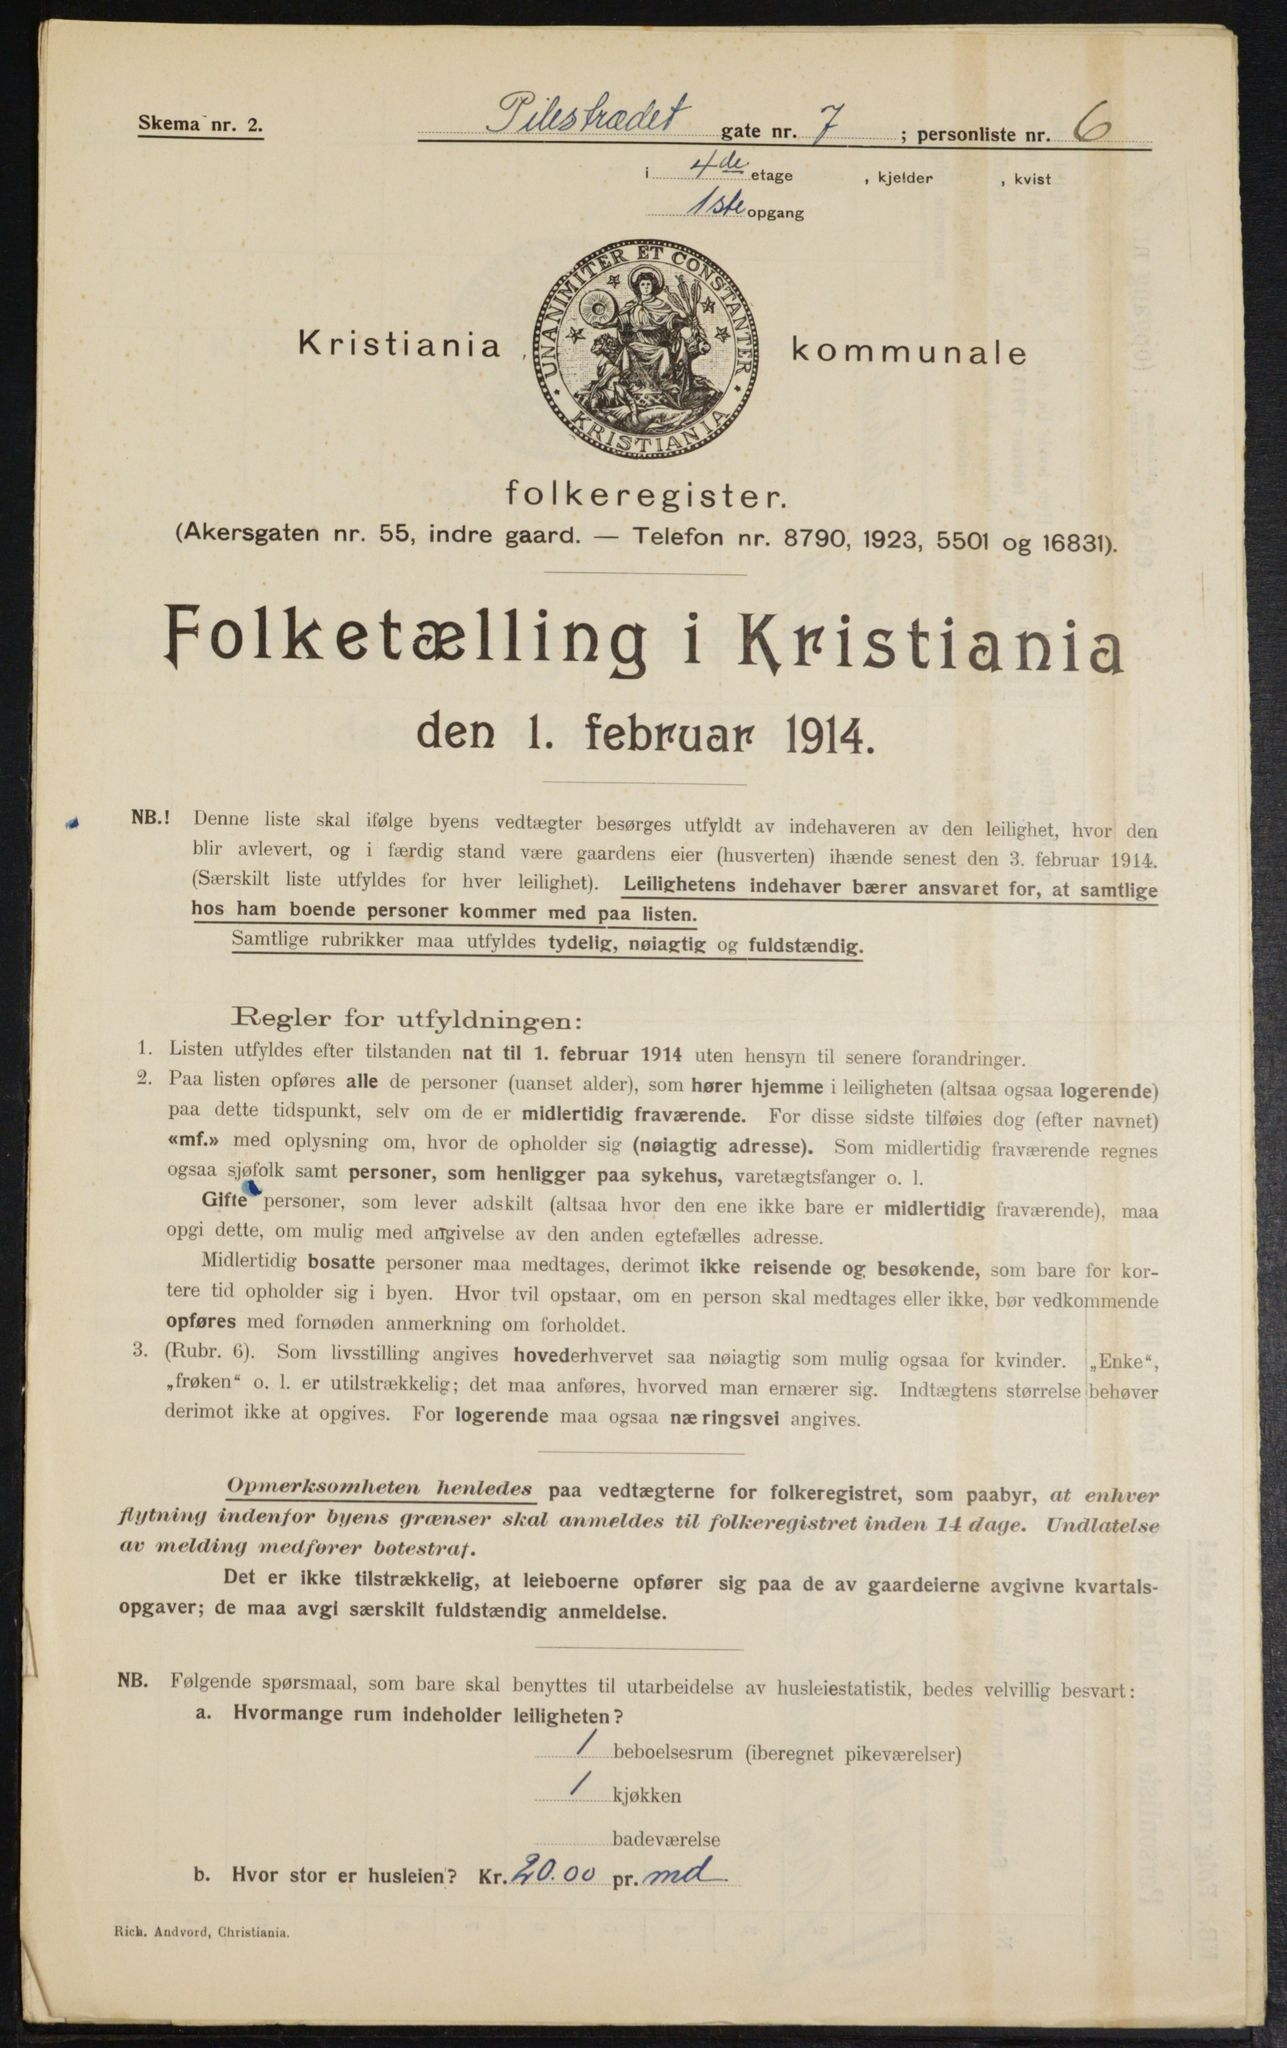 Skema nr. 2.
Pilestrædet gate nr. 7 ; personliste nr. 6
i 4de etage , kjelder , kvist
1ste opgang
UNANIMITER ET CONSTANTER · KRISTIANIA ·
Kristiania kommunale
folkeregister.
(Akersgaten nr. 55, indre gaard. — Telefon nr. 8790, 1923, 5501 og 16831).
Folketælling i Kristiania
den 1. februar 1914.
NB.! Denne liste skal ifølge byens vedtægter besørges utfyldt av indehaveren av den leilighet, hvor den
blir avlevert, og i færdig stand være gaardens eier (husverten) ihænde senest den 3. februar 1914.
(Særskilt liste utfyldes for hver leilighet). Leilighetens indehaver bærer ansvaret for, at samtlige
hos ham boende personer kommer med paa listen.
Samtlige rubrikker maa utfyldes tydelig, nøiagtig og fuldstændig.
Regler for utfyldningen:
1. Listen utfyldes efter tilstanden nat til 1. februar 1914 uten hensyn til senere forandringer.
2. Paa listen opføres alle de personer (uanset alder), som hører hjemme i leiligheten (altsaa ogsaa logerende)
paa dette tidspunkt, selv om de er midlertidig fraværende. For disse sidste tilføies dog (efter navnet)
«mf.» med oplysning om, hvor de opholder sig (nøiagtig adresse). Som midlertidig fraværende regnes
ogsaa sjøfolk samt personer, som henligger paa sykehus, varetægtsfanger o. l.
Gifte personer, som lever adskilt (altsaa hvor den ene ikke bare er midlertidig fraværende), maa
opgi dette, om mulig med angivelse av den anden egtefælles adresse.
Midlertidig bosatte personer maa medtages, derimot ikke reisende og besøkende, som bare for kor-
tere tid opholder sig i byen. Hvor tvil opstaar, om en person skal medtages eller ikke, bør vedkommende
opføres med fornøden anmerkning om forholdet.
3. (Rubr. 6). Som livsstilling angives hovederhvervet saa nøiagtig som mulig ogsaa for kvinder. „Enke“,
„frøken“ o. l. er utilstrækkelig; det maa anføres, hvorved man ernærer sig. Indtægtens størrelse behøver
derimot ikke at opgives. For logerende maa ogsaa næringsvei angives.
Opmerksomheten henledes paa vedtægterne for folkeregistret, som paabyr, at enhver
flytning indenfor byens grænser skal anmeldes til folkeregistret inden 14 dage. Undlatelse
av melding medfører botestraf.
Det er ikke tilstrækkelig, at leieboerne opfører sig paa de av gaardeierne avgivne kvartals-
opgaver; de maa avgi særskilt fuldstændig anmeldelse.
NB. Følgende spørsmaal, som bare skal benyttes til utarbeidelse av husleiestatistik, bedes velvillig besvart:
a. Hvormange rum indeholder leiligheten?
1 beboelsesrum (iberegnet pikeværelser)
1 kjøkken
badeværelse
b. Hvor stor er husleien? Kr. 20.00 pr. md
Rich. Andvord, Christiania.